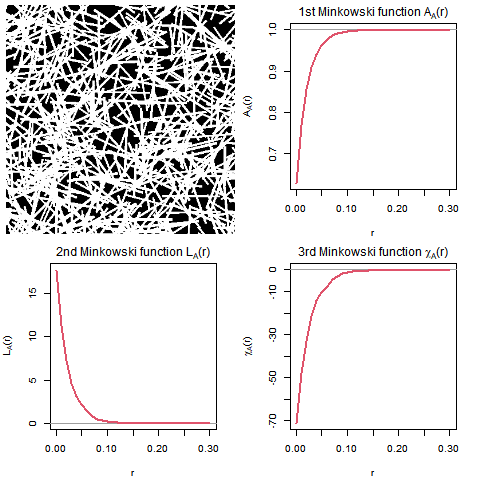 1st Minkowski function A_A(r)
A_A(r)
1.0
0.9
0.8
0.7
0.00 0.10 0.20 0.30
r
2nd Minkowski function L_A(r)
L_A(r)
15
10
5
0
0.00 0.10 0.20 0.30
r
3rd Minkowski function χ_A(r)
χ_A(r)
0
-10
-30
-50
-70
0.00 0.10 0.20 0.30
r